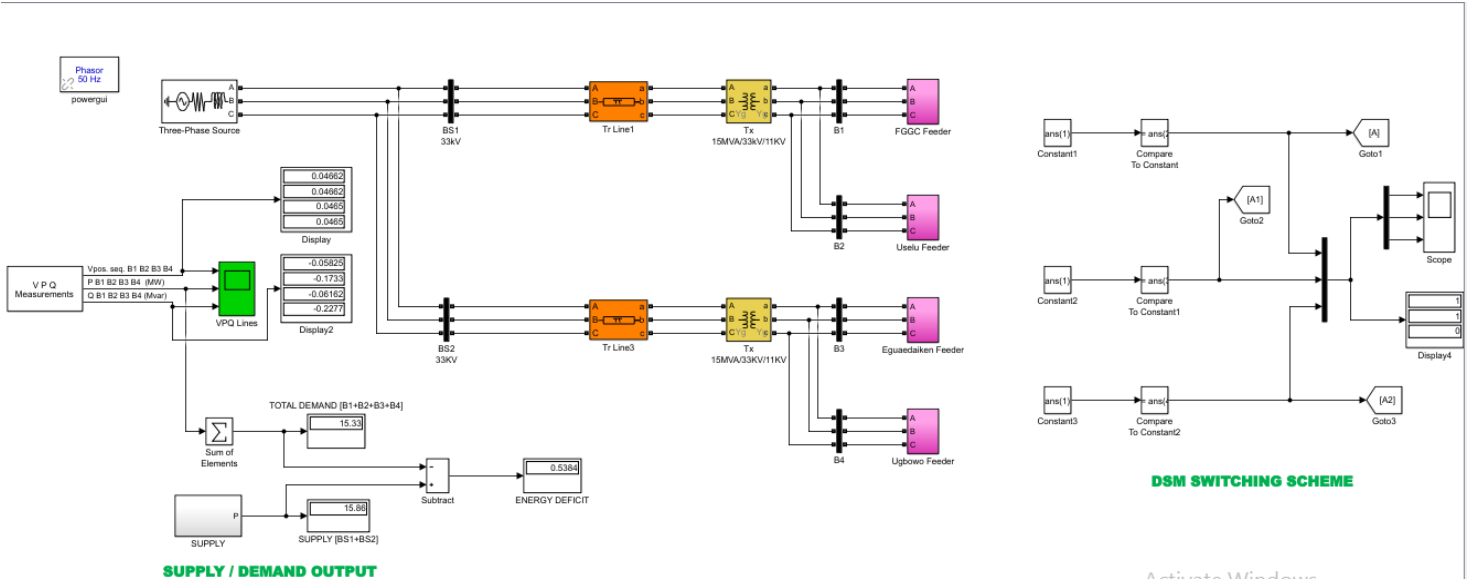 Phasor
50 Hz
powergui
A
B
C
Three-Phase Source
BS1
33kV
A
B
C
a
b
c
Tr Line1
A
B
C
Yg
Yg
a
b
c
Tx
15MVA/33kV/11KV
B1
A
B
C
FGGC Feeder
B2
A
B
C
Uselu Feeder
V P Q
Measurements
Vpos. seq. B1 B2 B3 B4
P B1 B2 B3 B4 (MW)
Q B1 B2 B3 B4 (Mvar)
0.04662
0.04662
0.0465
0.0465
Display
VPQ Lines
-0.05825
-0.1733
-0.06162
-0.2277
Display2
BS2
33KV
A
B
C
a
b
c
Tr Line3
A
B
C
Yg
Yg
a
b
c
Tx
15MVA/33KV/11KV
B3
A
B
C
Eguaedaiken Feeder
B4
A
B
C
Ugbowo Feeder
TOTAL DEMAND [B1+B2+B3+B4]
15.33
Σ
Sum of
Elements
−
+
Subtract
0.5384
ENERGY DEFICIT
P
SUPPLY
15.86
SUPPLY [BS1+BS2]
SUPPLY / DEMAND OUTPUT
ans(1)
Constant1
Compare
To Constant
[A]
Goto1
[A1]
Goto2
Scope
ans(1)
Constant2
Compare
To Constant1
1
1
0
Display4
ans(1)
Constant3
Compare
To Constant2
[A2]
Goto3
DSM SWITCHING SCHEME